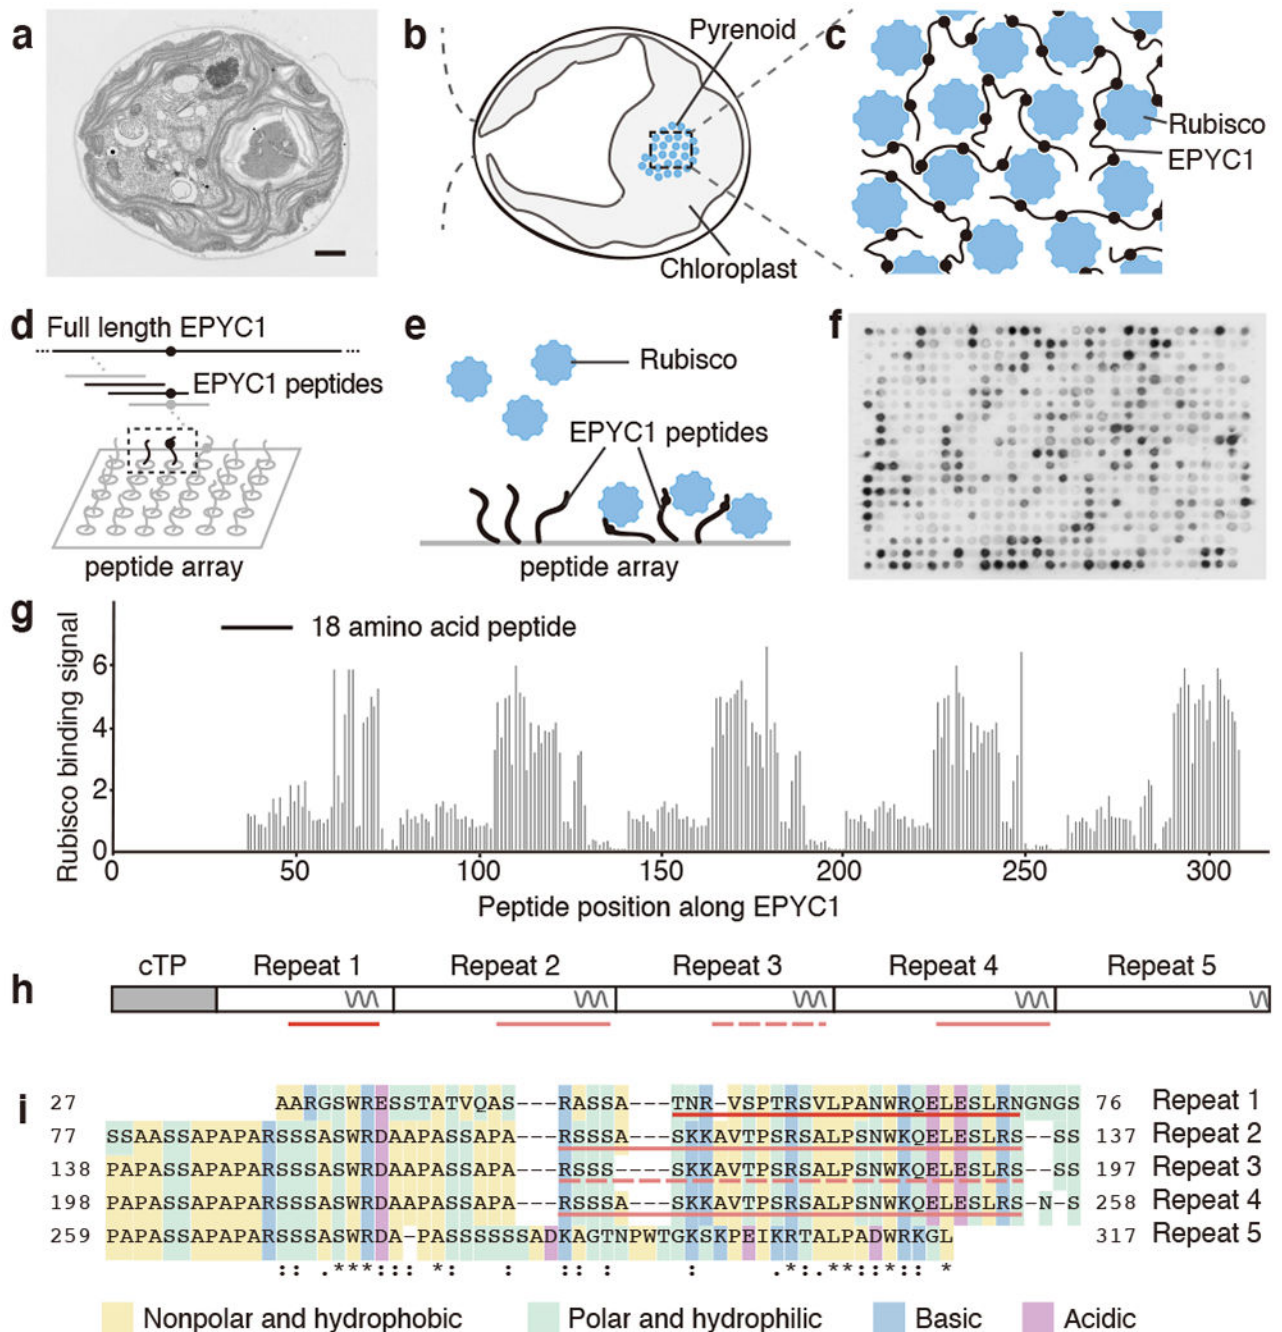 a
b
Pyrenoid
Chloroplast
c
Rubisco
EPYC1
d
Full length EPYC1
EPYC1 peptides
peptide array
e
Rubisco
EPYC1 peptides
peptide array
f
g
18 amino acid peptide
Rubisco binding signal
6
4
2
0
0 50 100 150 200 250 300
Peptide position along EPYC1
h
cTP Repeat 1 Repeat 2 Repeat 3 Repeat 4 Repeat 5
i
27 AARGSWRESSTATVQAS---RASSA---TNR-VSPTRSVLPANWRQELESLRNGNGS 76 Repeat 1
77 SSAASSAPAPARSSSASWRDAAPASSAPA---RSSSA---SKKAVTPSRSALPSNWKQELESLRS--SS 137 Repeat 2
138 PAPASSAPAPARSSSASWRDAAPASSAPA---RSSS----SKKAVTPSRSALPSNWKQELESLRS--SS 197 Repeat 3
198 PAPASSAPAPARSSSASWRDAAPASSAPA---RSSSA---SKKAVTPSRSALPSNWKQELESLRS-N-S 258 Repeat 4
259 PAPASSAPAPARSSSASWRDA-PASSSSSSADKAGTNPWTGKSKPEIKRTALPADWRKGL 317 Repeat 5
:: .***::: *: : :: : : .*:.**:*:: *
Nonpolar and hydrophobic Polar and hydrophilic Basic Acidic